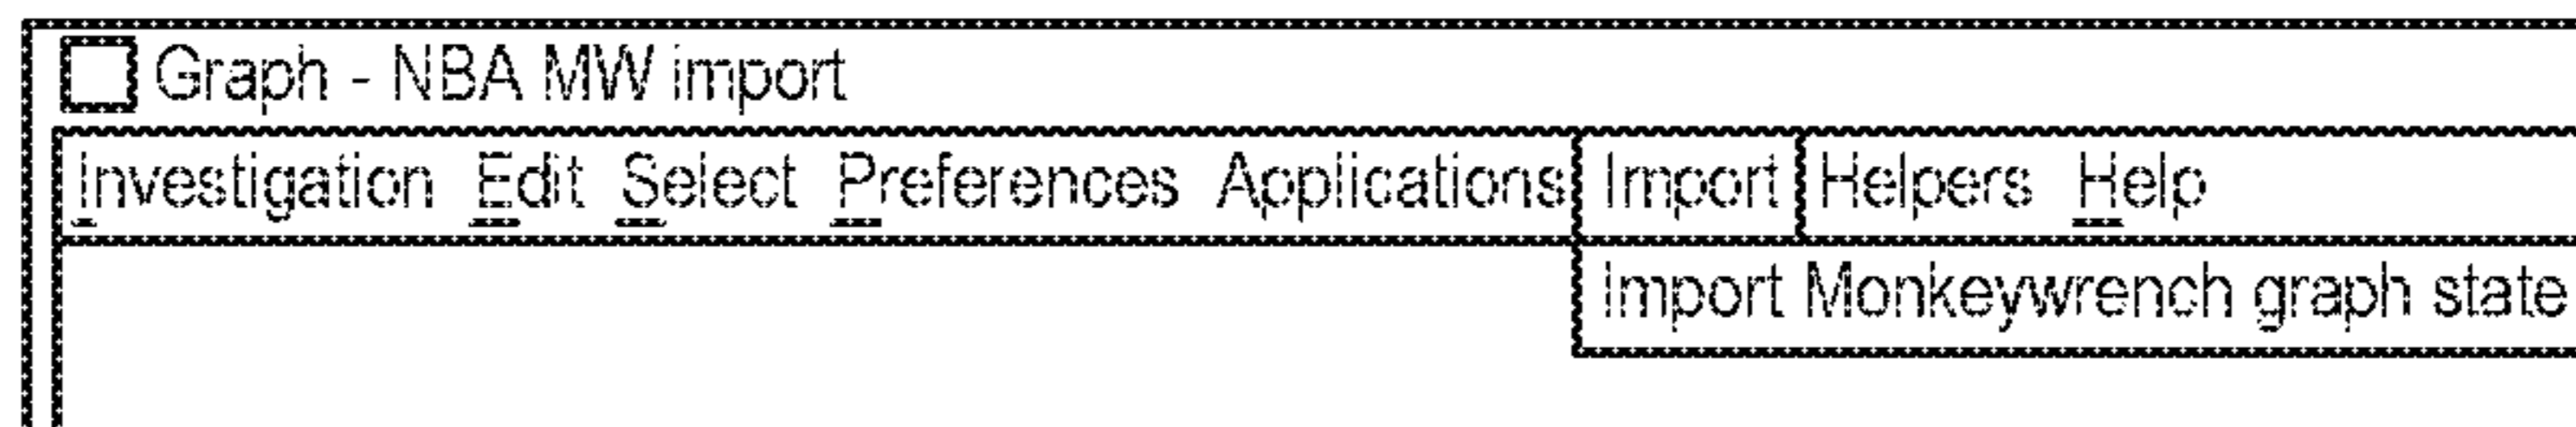 Graph - NBA MW import
Investigation Edit Select Preferences Applications Import Helpers Help
Import Monkeywrench graph state